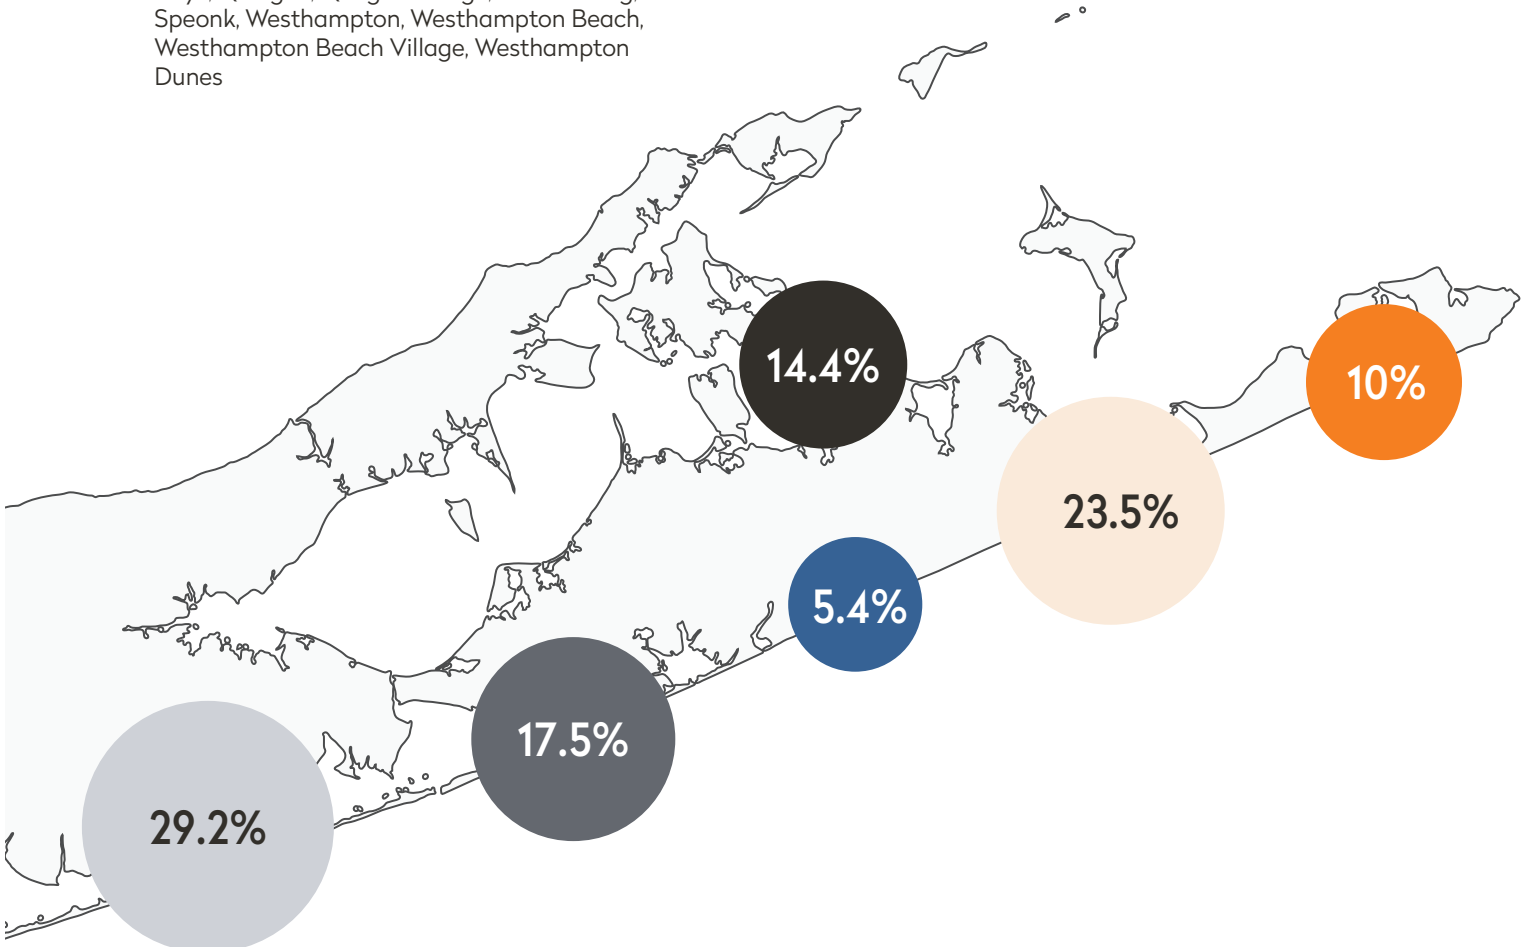 Speonk, Westhampton, Westhampton Beach,
Westhampton Beach Village, Westhampton
Dunes
14.4%
10%
23.5%
5.4%
17.5%
29.2%